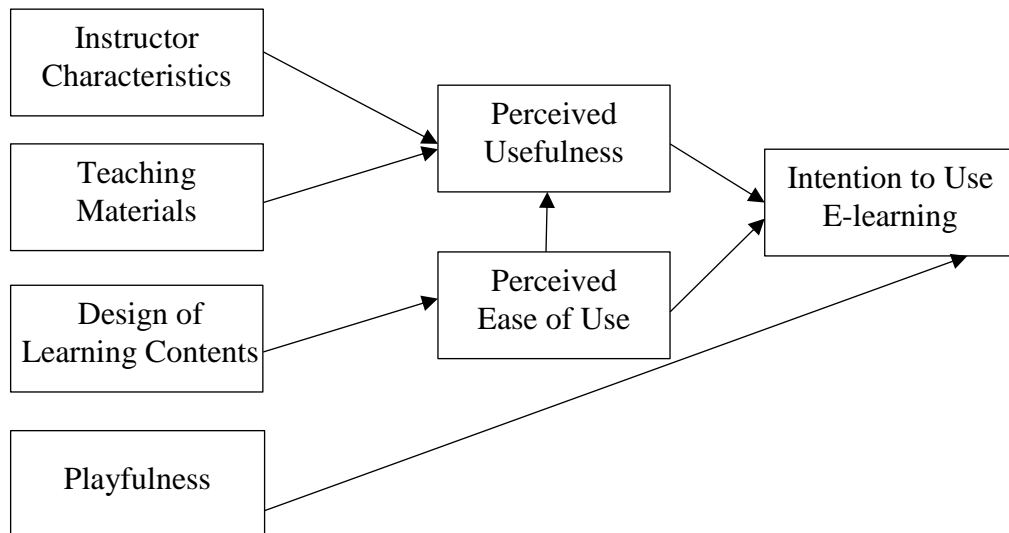 Instructor
Characteristics
Teaching
Materials
Design of
Learning Contents
Playfulness
Perceived
Usefulness
Perceived
Ease of Use
Intention to Use
E-learning